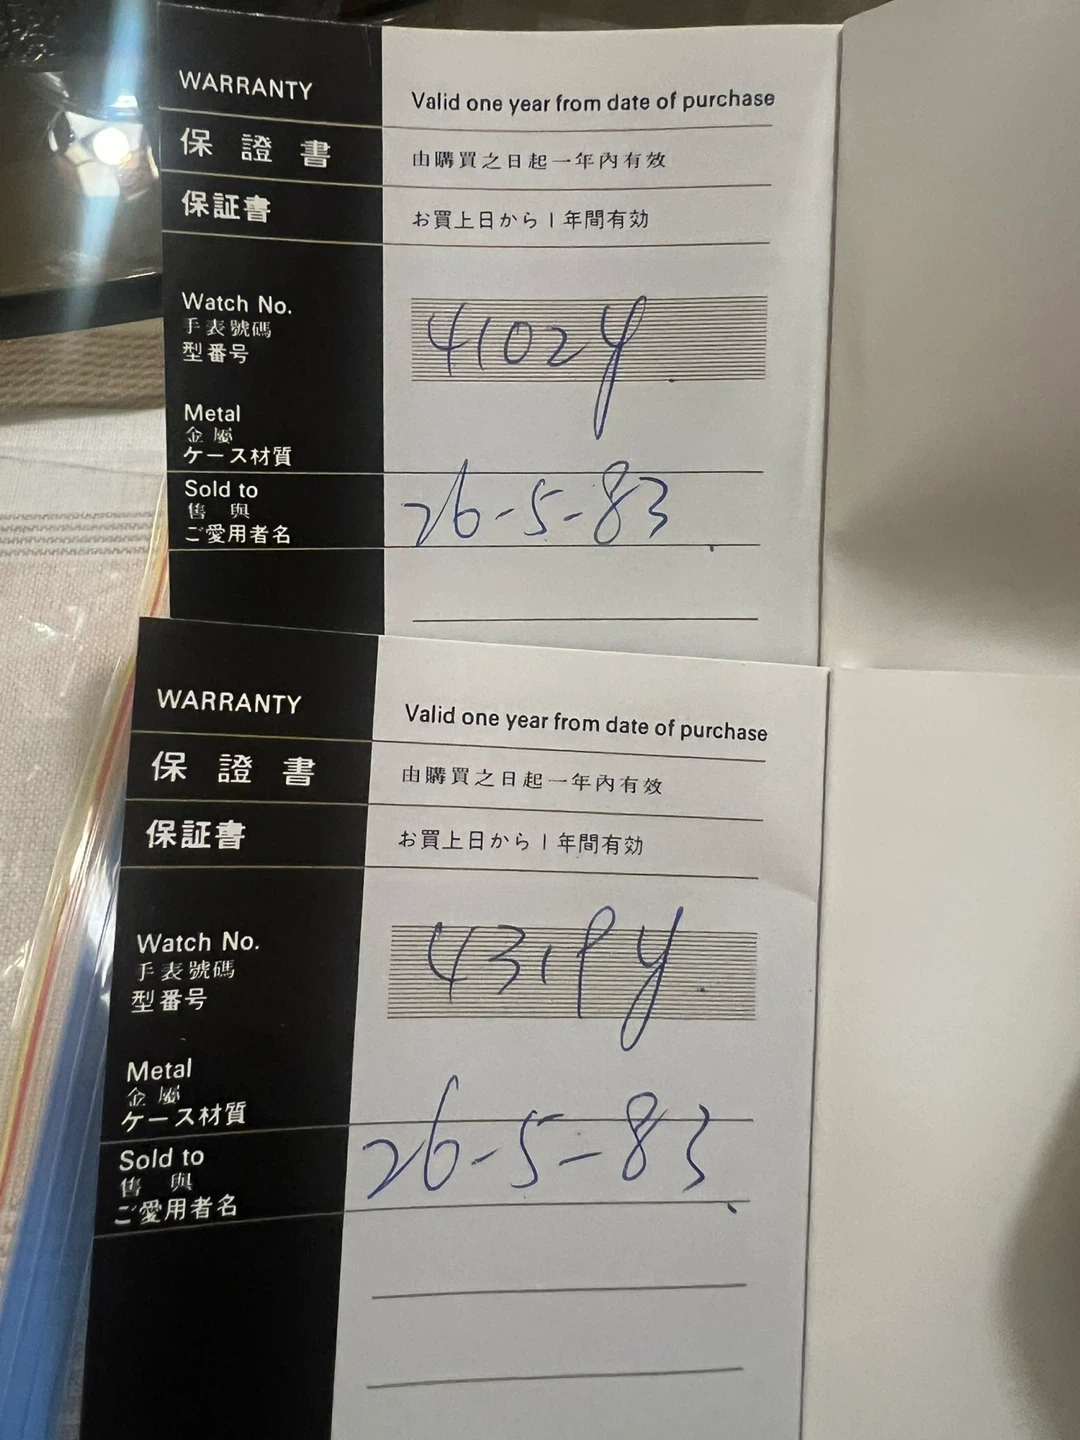 WARRANTY
Valid one year from date of purchase
保證書
由購買之日起一年內有效
保証書
お買上日から1年間有効
Watch No.
手表號碼
型番号
4102y
Metal
金屬
ケース材質
Sold to
售與
ご愛用者名
26-5-83.
WARRANTY
Valid one year from date of purchase
保證書
由購買之日起一年內有效
保証書
お買上日から1年間有効
Watch No.
手表號碼
型番号
4319y.
Metal
金屬
ケース材質
Sold to
售與
ご愛用者名
26-5-83.